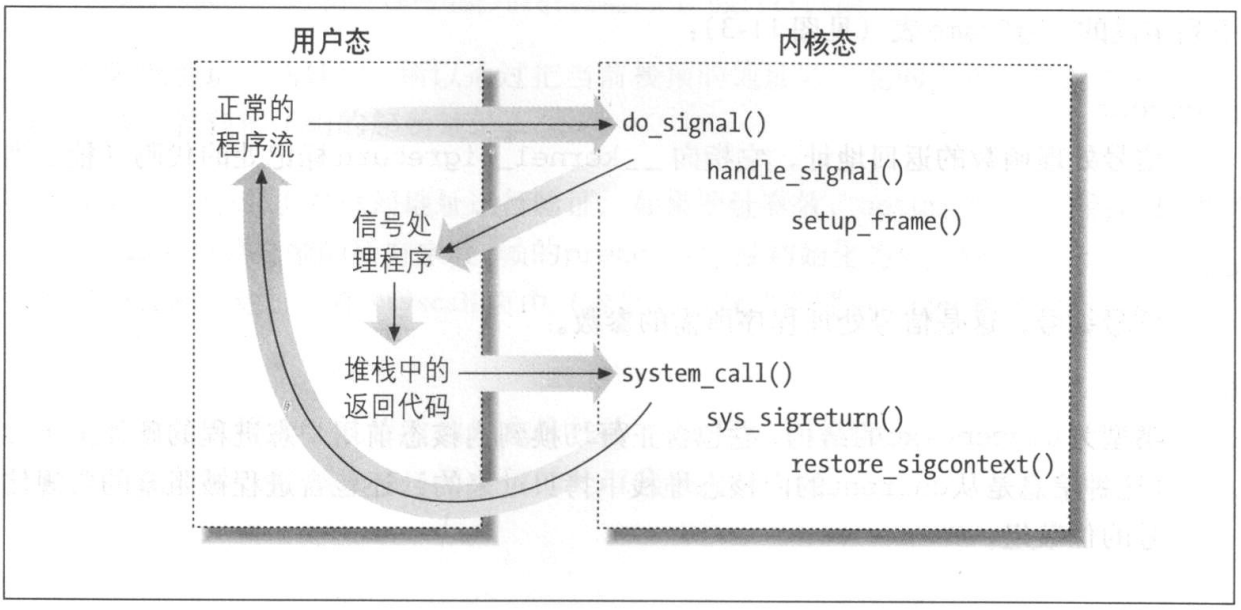 用户态
内核态
正常的
程序流
do_signal()
handle_signal()
setup_frame()
信号处
理程序
堆栈中的
返回代码
system_call()
sys_sigreturn()
restore_sigcontext()